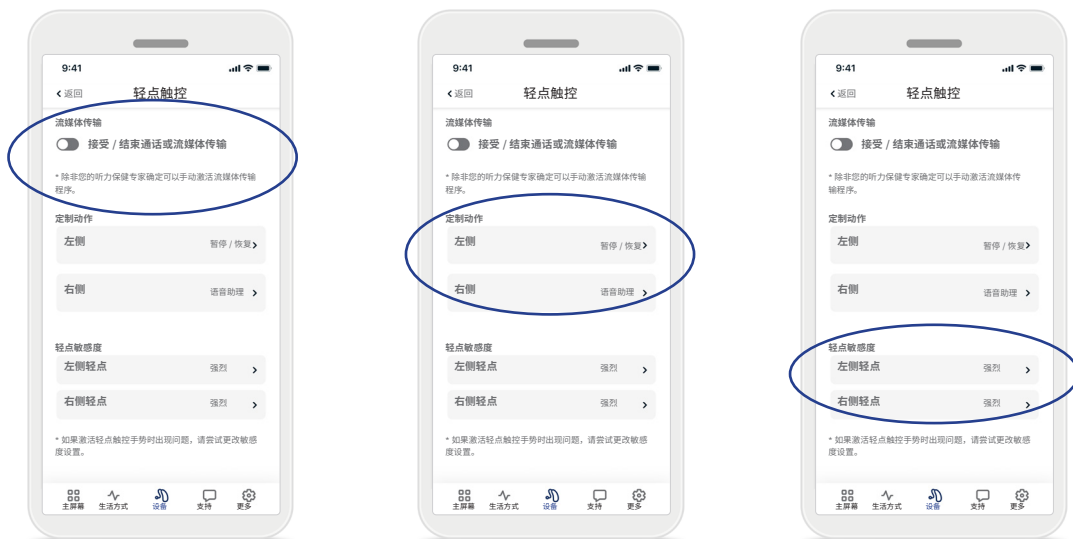 9:41
返回
轻点触控
流媒体传输
接受 / 结束通话或流媒体传输
* 除非您的听力保健专家确定可以手动激活流媒体传输
程序。
定制动作
左侧 暂停 / 恢复
右侧 语音助理
轻点敏感度
左侧轻点 强烈
右侧轻点 强烈
* 如果激活轻点触控手势时出现问题，请尝试更改敏感
度设置。
主屏幕 生活方式 设备 支持 更多
9:41
返回
轻点触控
流媒体传输
接受 / 结束通话或流媒体传输
* 除非您的听力保健专家确定可以手动激活流媒体传输
程序。
定制动作
左侧 暂停 / 恢复
右侧 语音助理
轻点敏感度
左侧轻点 强烈
右侧轻点 强烈
* 如果激活轻点触控手势时出现问题，请尝试更改敏感
度设置。
主屏幕 生活方式 设备 支持 更多
9:41
返回
轻点触控
流媒体传输
接受 / 结束通话或流媒体传输
* 除非您的听力保健专家确定可以手动激活流媒体传
输程序。
定制动作
左侧 暂停 / 恢复
右侧 语音助理
轻点敏感度
左侧轻点 强烈
右侧轻点 强烈
* 如果激活轻点触控手势时出现问题，请尝试更改敏感
度设置。
主屏幕 生活方式 设备 支持 更多